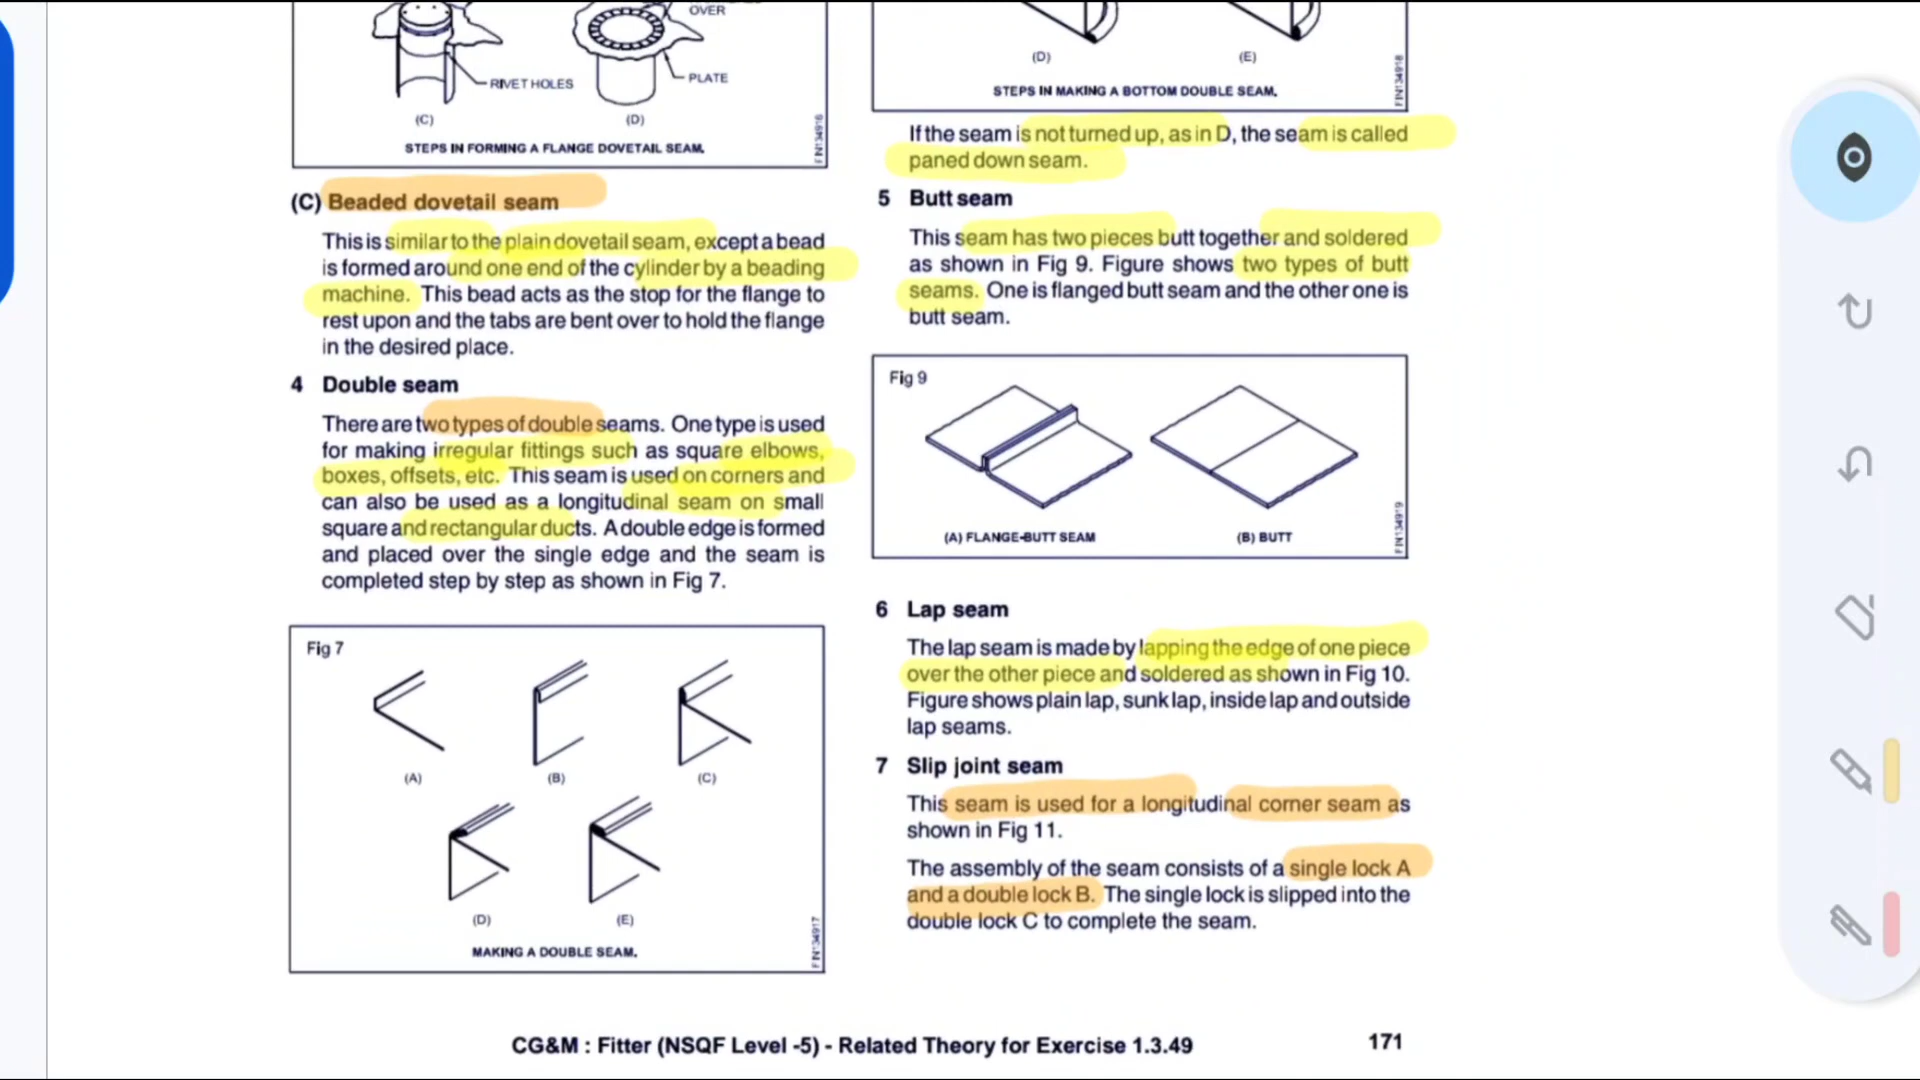 OVER
RIVET HOLES
PLATE
(C)
(D)
STEPS IN FORMING A FLANGE DOVETAIL SEAM.
FIN134916
(C) Beaded dovetail seam
This is similar to the plain dovetail seam, except a bead
is formed around one end of the cylinder by a beading
machine. This bead acts as the stop for the flange to
rest upon and the tabs are bent over to hold the flange
in the desired place.
4 Double seam
There are two types of double seams. One type is used
for making irregular fittings such as square elbows,
boxes, offsets, etc. This seam is used on corners and
can also be used as a longitudinal seam on small
square and rectangular ducts. A double edge is formed
and placed over the single edge and the seam is
completed step by step as shown in Fig 7.
Fig 7
(A)
(B)
(C)
(D)
(E)
MAKING A DOUBLE SEAM.
FIN134917
(D)
(E)
STEPS IN MAKING A BOTTOM DOUBLE SEAM.
FIN134918
If the seam is not turned up, as in D, the seam is called
paned down seam.
5 Butt seam
This seam has two pieces butt together and soldered
as shown in Fig 9. Figure shows two types of butt
seams. One is flanged butt seam and the other one is
butt seam.
Fig 9
(A) FLANGE-BUTT SEAM
(B) BUTT
FIN134919
6 Lap seam
The lap seam is made by lapping the edge of one piece
over the other piece and soldered as shown in Fig 10.
Figure shows plain lap, sunk lap, inside lap and outside
lap seams.
7 Slip joint seam
This seam is used for a longitudinal corner seam as
shown in Fig 11.
The assembly of the seam consists of a single lock A
and a double lock B. The single lock is slipped into the
double lock C to complete the seam.
CG&M : Fitter (NSQF Level -5) - Related Theory for Exercise 1.3.49
171